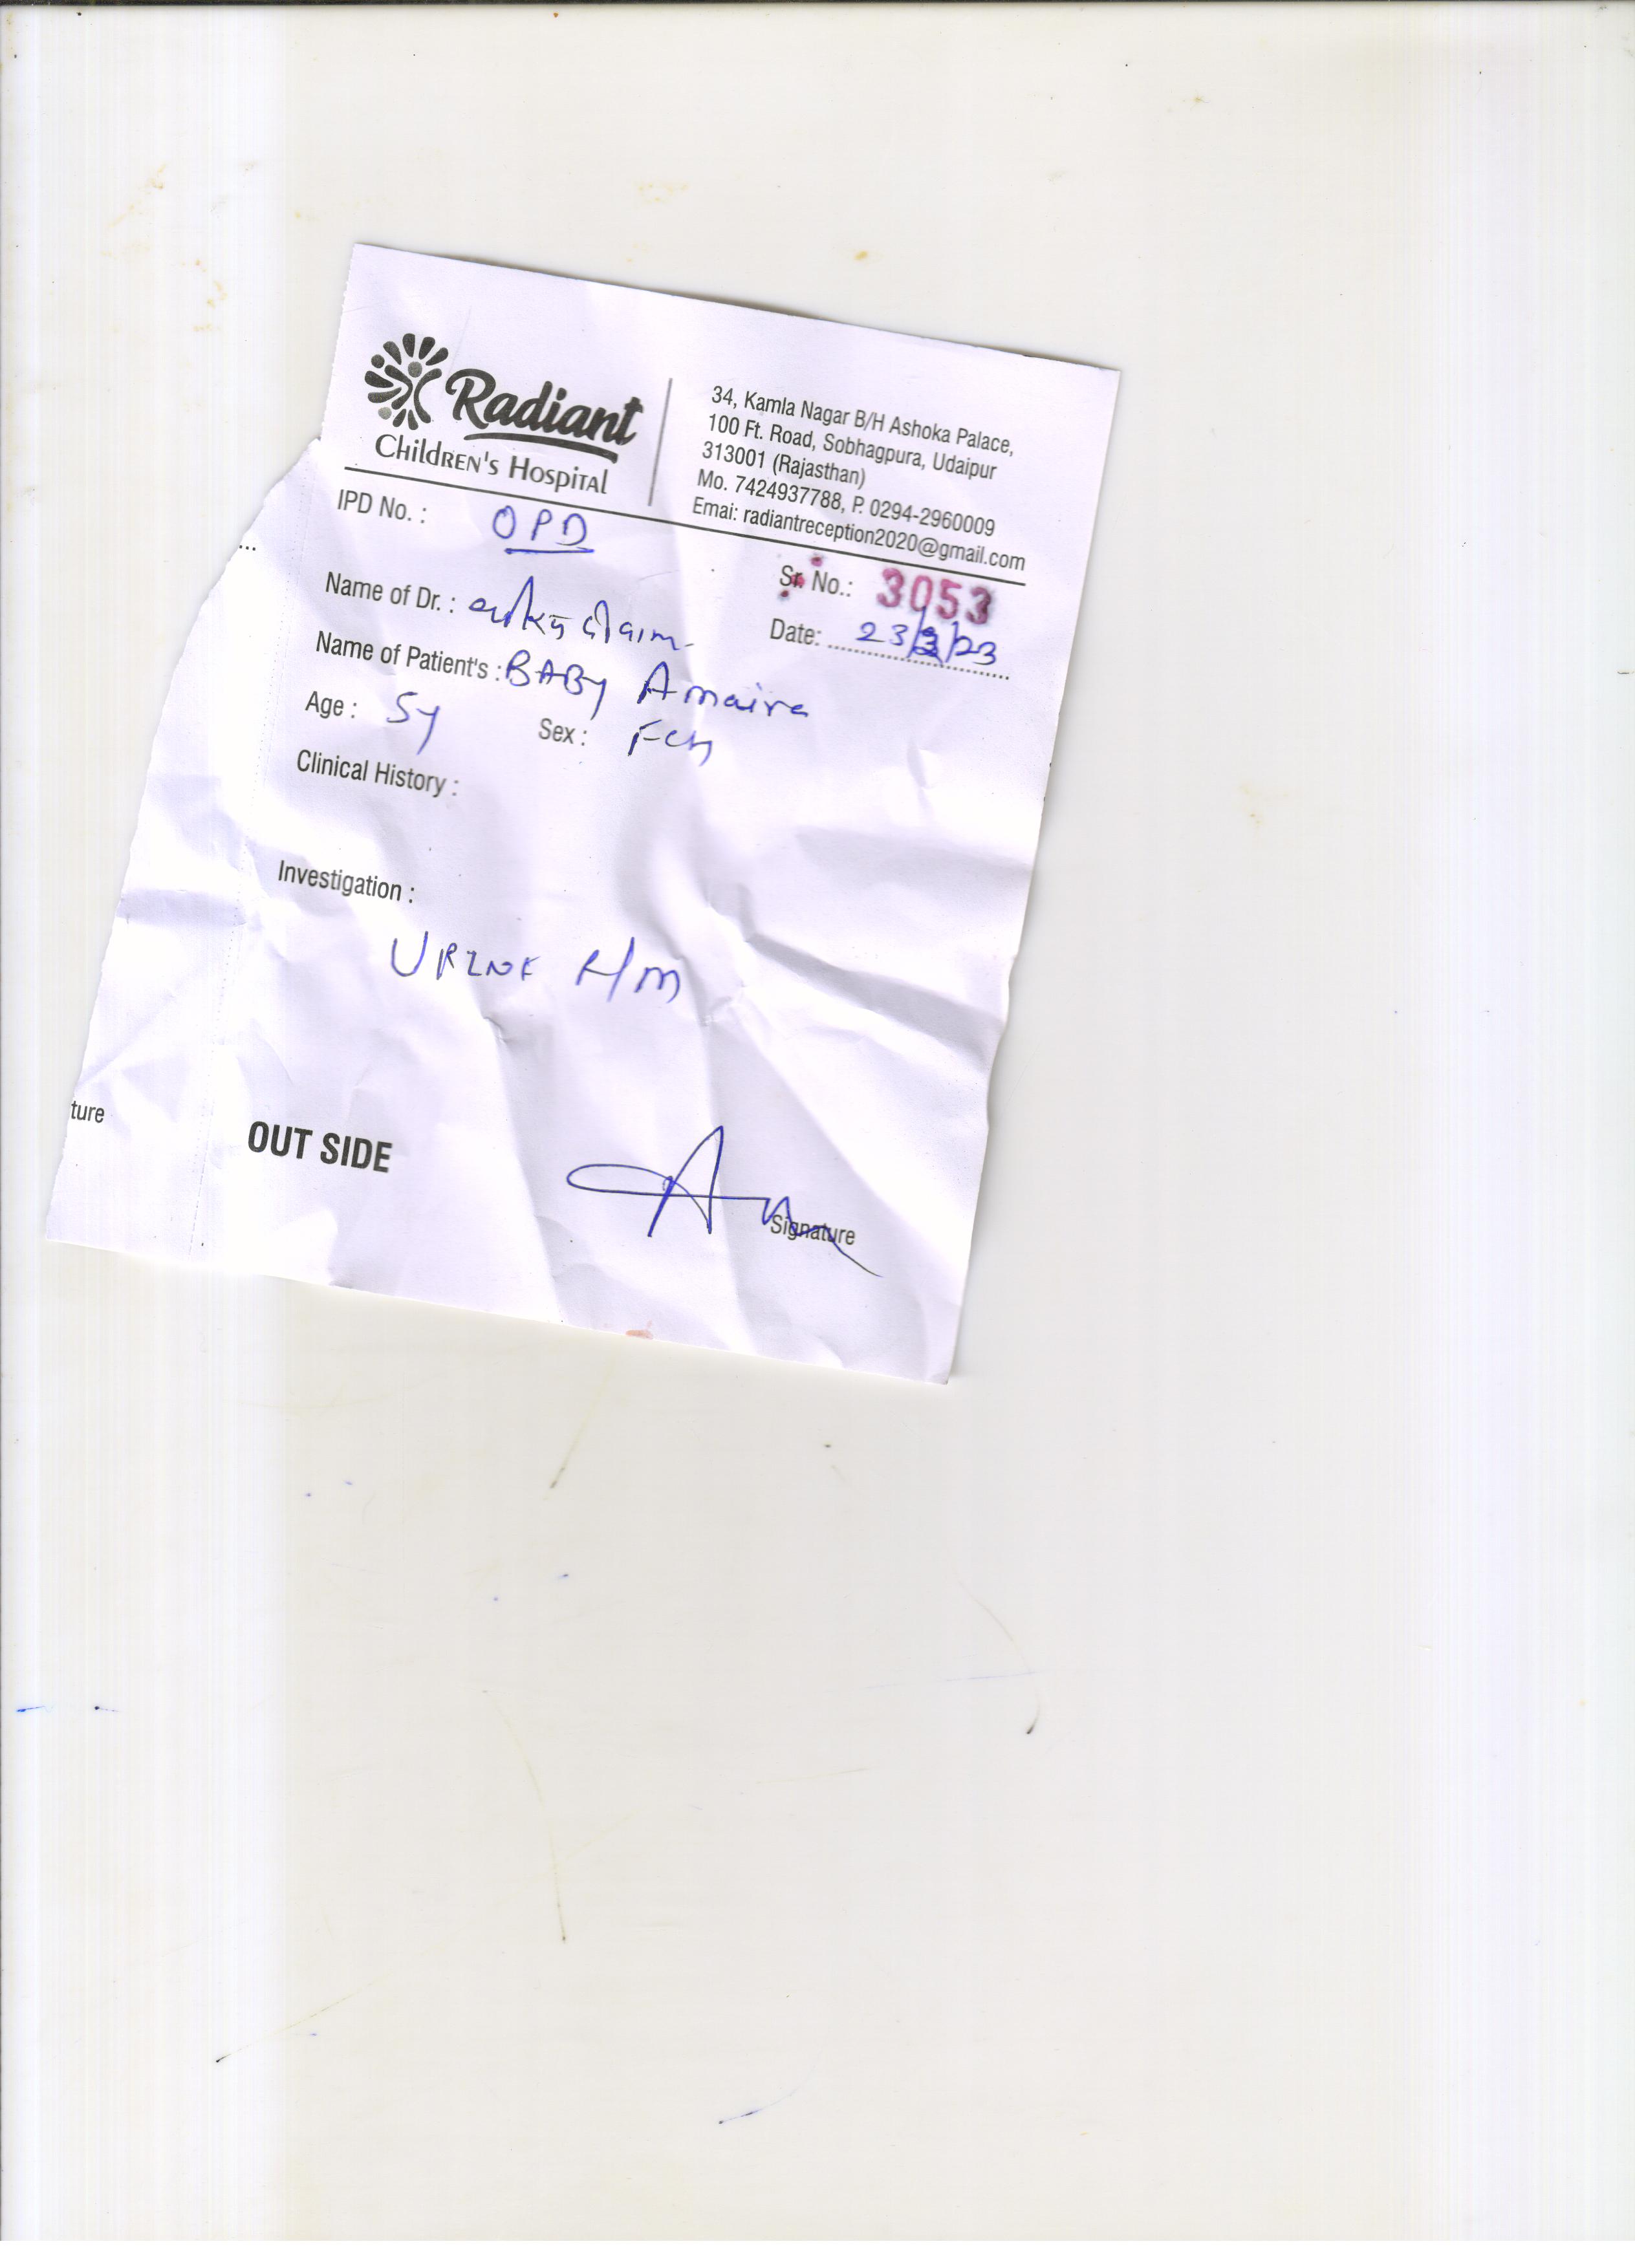 Radiant
Children's Hospital
34, Kamla Nagar B/H Ashoka Palace,
100 Ft. Road, Sobhagpura, Udaipur
313001 (Rajasthan)
Mo. 7424937788, P. 0294-2960009
Emai: radiantreception2020@gmail.com
IPD No. : OPD
Sr. No.: 3053
Name of Dr. :
Date: 23/3/23
Name of Patient's : BABy Amaira
Age : 5y Sex : Fch
Clinical History :
Investigation :
URINE R/M
ture
OUT SIDE
Signature